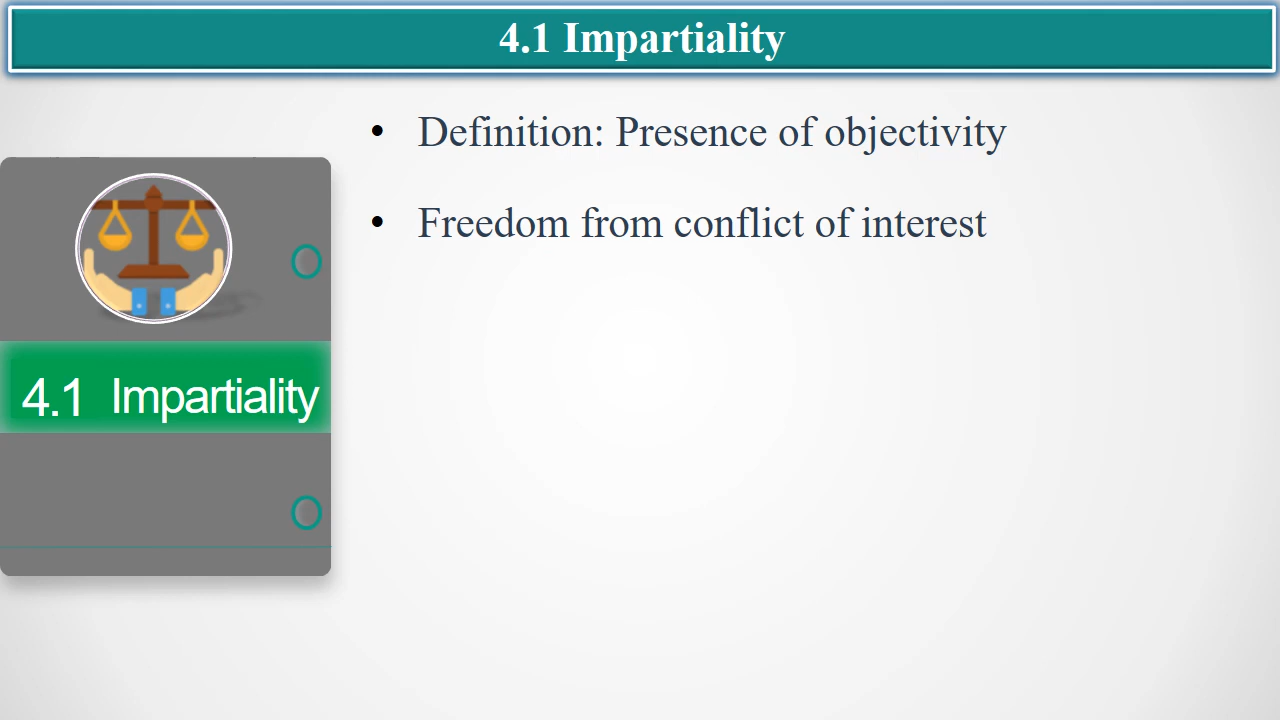 4.1 Impartiality
• Definition: Presence of objectivity
• Freedom from conflict of interest
4.1 Impartiality